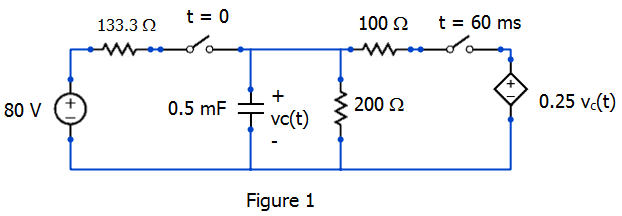 133.3 Ω
t = 0
100 Ω
t = 60 ms
80 V
+
0.5 mF
+
vc(t)
-
200 Ω
+
0.25 vc(t)
Figure 1